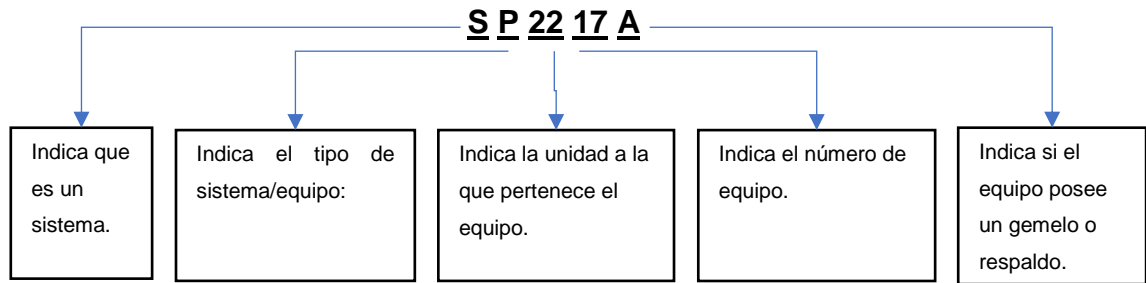 S P 22 17 A
Indica que
es un
sistema.
Indica el tipo de
sistema/equipo:
Indica la unidad a la
que pertenece el
equipo.
Indica el número de
equipo.
Indica si el
equipo posee
un gemelo o
respaldo.